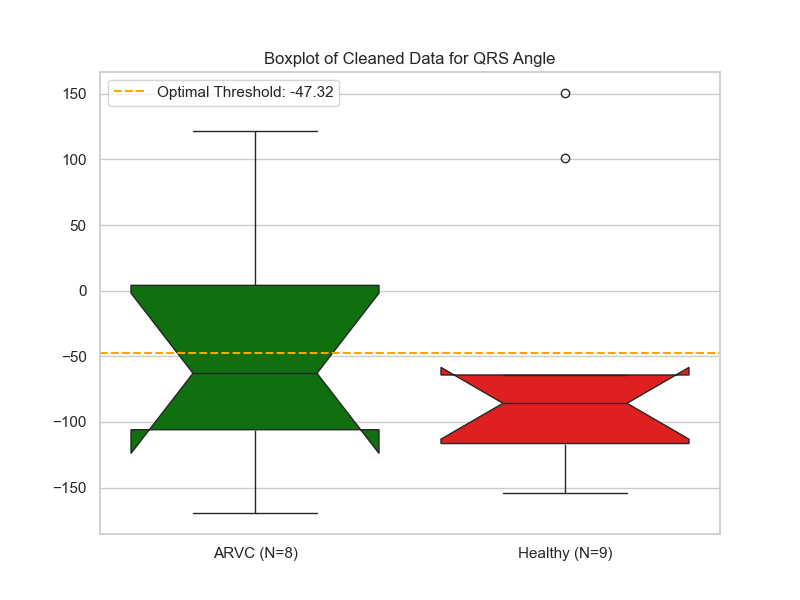 Boxplot of Cleaned Data for QRS Angle
Optimal Threshold: -47.32
150
100
50
0
−50
−100
−150
ARVC (N=8)
Healthy (N=9)